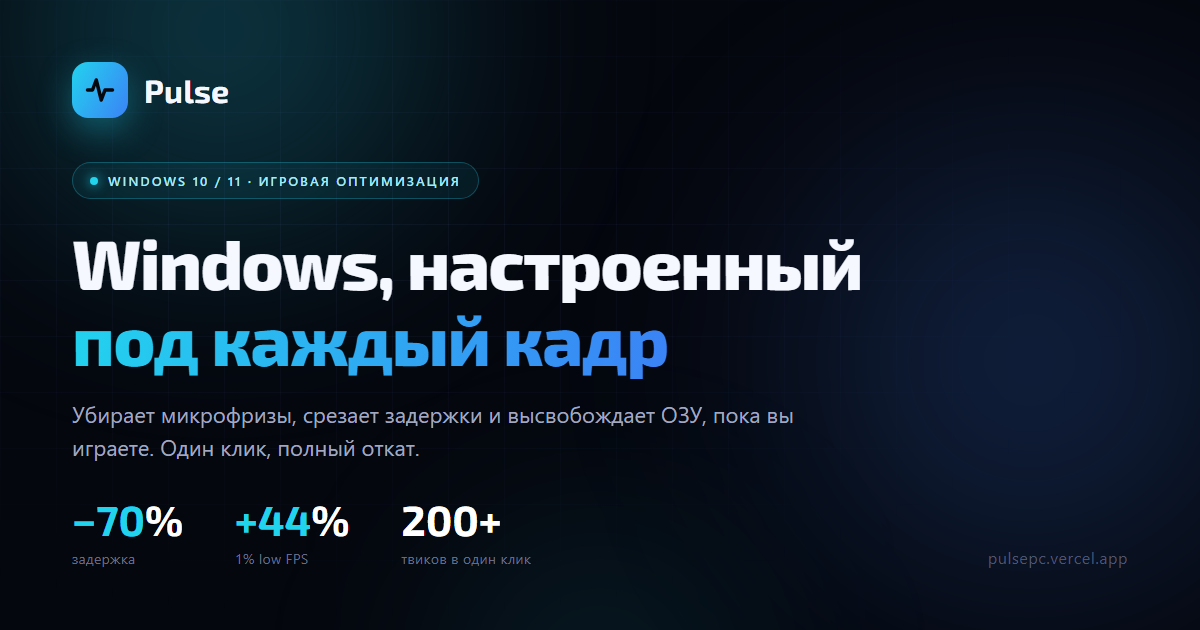 Pulse
WINDOWS 10 / 11 · ИГРОВАЯ ОПТИМИЗАЦИЯ
Windows, настроенный
под каждый кадр
Убирает микрофризы, срезает задержки и высвобождает ОЗУ, пока вы
играете. Один клик, полный откат.
−70% +44% 200+
задержка 1% low FPS твиков в один клик
pulsepc.vercel.app